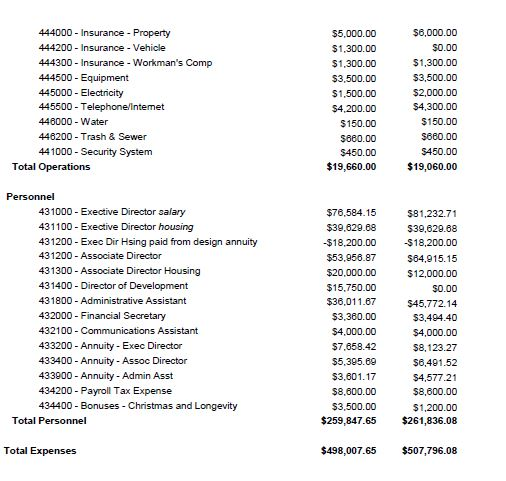 444000 - Insurance - Property $5,000.00 $6,000.00
444200 - Insurance - Vehicle $1,300.00 $0.00
444300 - Insurance - Workman's Comp $1,300.00 $1,300.00
444500 - Equipment $3,500.00 $3,500.00
445000 - Electricity $1,500.00 $2,000.00
445500 - Telephone/Internet $4,200.00 $4,300.00
446000 - Water $150.00 $150.00
446200 - Trash & Sewer $660.00 $660.00
441000 - Security System $450.00 $450.00
Total Operations $19,660.00 $19,060.00
Personnel
431000 - Exective Director salary $76,584.15 $81,232.71
431100 - Exective Director housing $39,629.68 $39,629.68
431200 - Exec Dir Hsing paid from design annuity -$18,200.00 -$18,200.00
431200 - Associate Director $53,956.87 $64,915.15
431300 - Associate Director Housing $20,000.00 $12,000.00
431400 - Director of Development $15,750.00 $0.00
431800 - Administrative Assistant $36,011.67 $45,772.14
432000 - Financial Secretary $3,360.00 $3,494.40
432100 - Communications Assistant $4,000.00 $4,000.00
433200 - Annuity - Exec Director $7,658.42 $8,123.27
433400 - Annuity - Assoc Director $5,395.69 $6,491.52
433900 - Annuity - Admin Asst $3,601.17 $4,577.21
434200 - Payroll Tax Expense $8,600.00 $8,600.00
434400 - Bonuses - Christmas and Longevity $3,500.00 $1,200.00
Total Personnel $259,847.65 $261,836.08
Total Expenses $498,007.65 $507,796.08